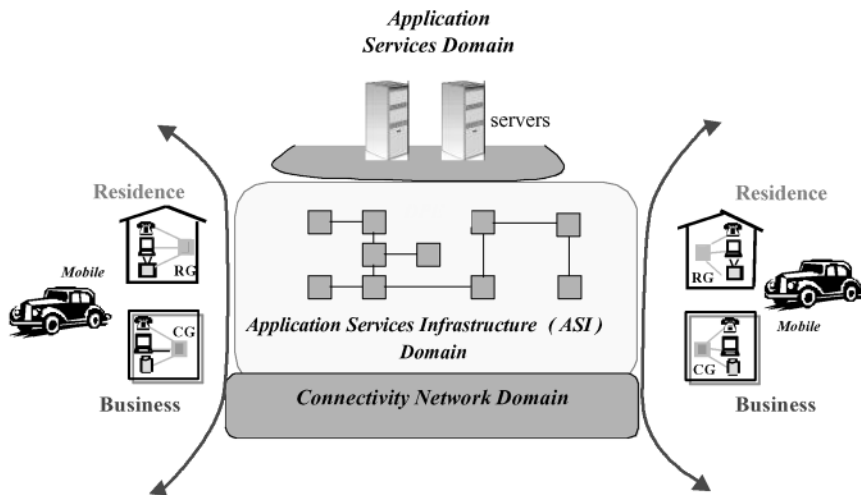 Application
Services Domain
servers
Residence
RG
Mobile
CG
Business
Application Services Infrastructure ( ASI )
Domain
Connectivity Network Domain
Residence
RG
Mobile
CG
Business